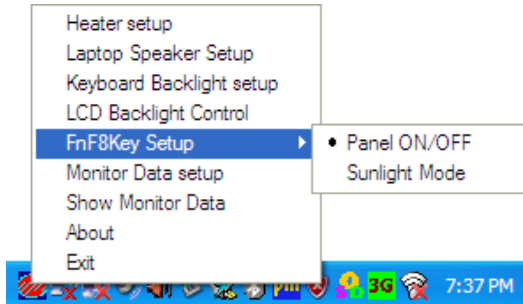 Heater setup
Laptop Speaker Setup
Keyboard Backlight setup
LCD Backlight Control
FnF8Key Setup
Panel ON/OFF
Sunlight Mode
Monitor Data setup
Show Monitor Data
About
Exit
3G
7:37 PM